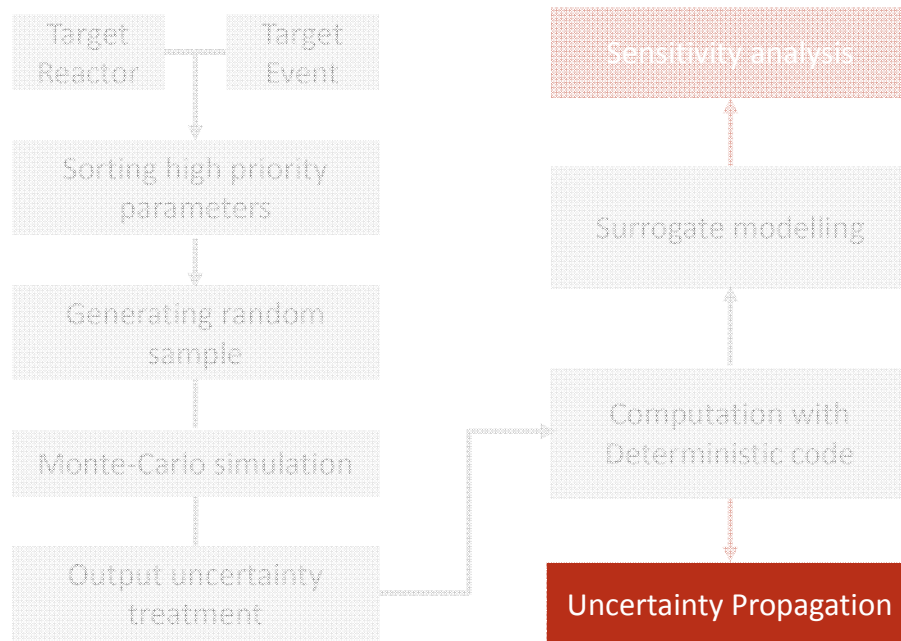 Target
Reactor
Target
Event
Sorting high priority
parameters
Generating random
sample
Monte-Carlo simulation
Output uncertainty
treatment
Sensitivity analysis
Surrogate modelling
Computation with
Deterministic code
Uncertainty Propagation